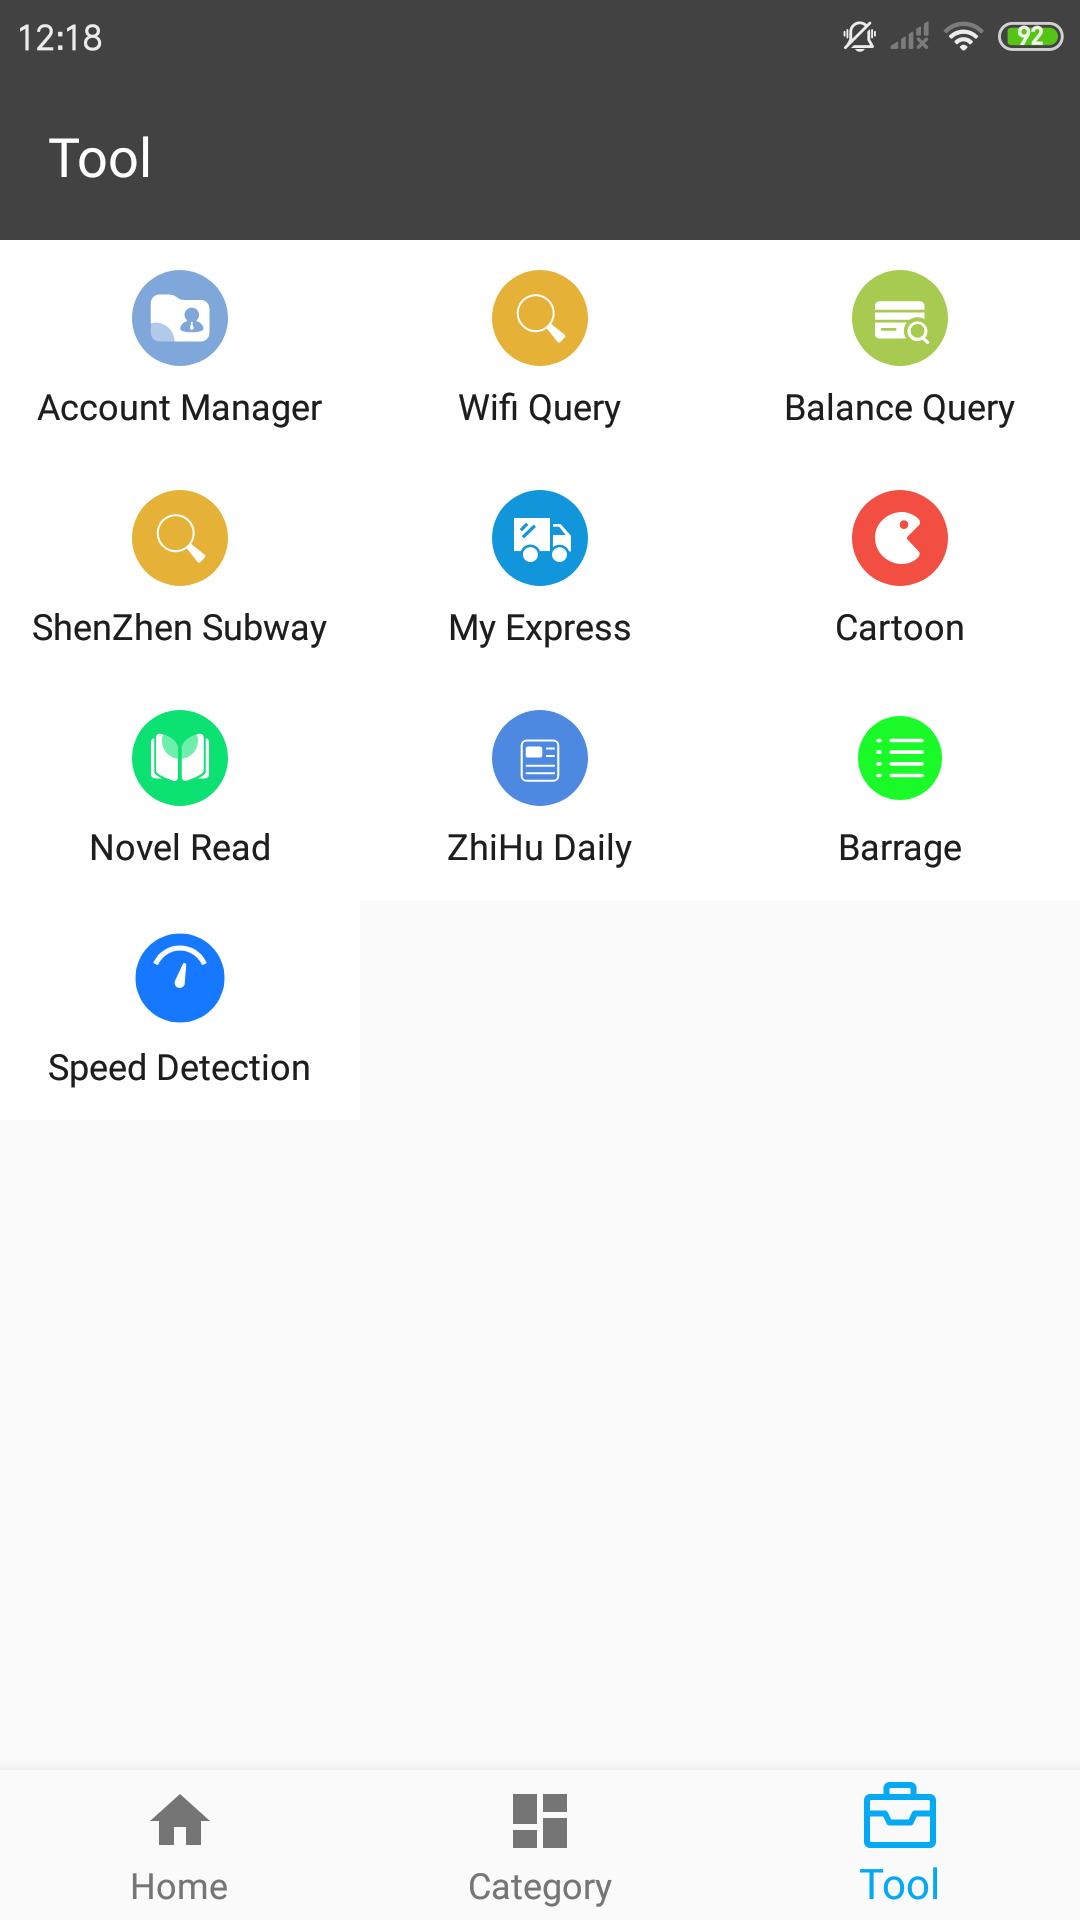 12:18
92
Tool
Account Manager
Wifi Query
Balance Query
ShenZhen Subway
My Express
Cartoon
Novel Read
ZhiHu Daily
Barrage
Speed Detection
Home
Category
Tool